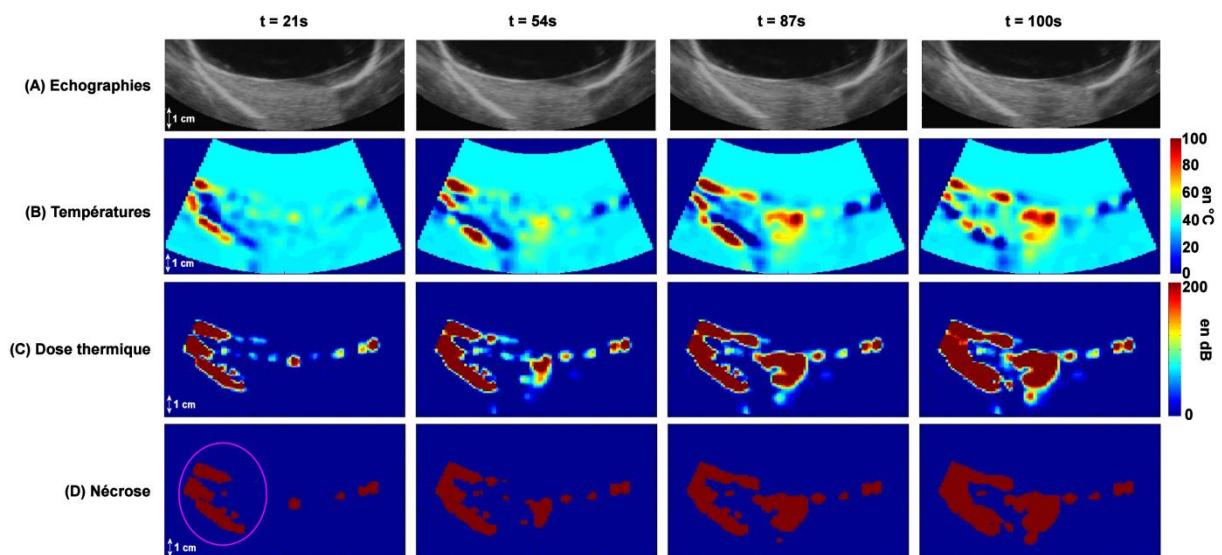 t = 21s t = 54s t = 87s t = 100s
(A) Echographies
1 cm
(B) Températures
1 cm
100
80
60
40
20
0
en °C
(C) Dose thermique
1 cm
200
0
en dB
(D) Nécrose
1 cm